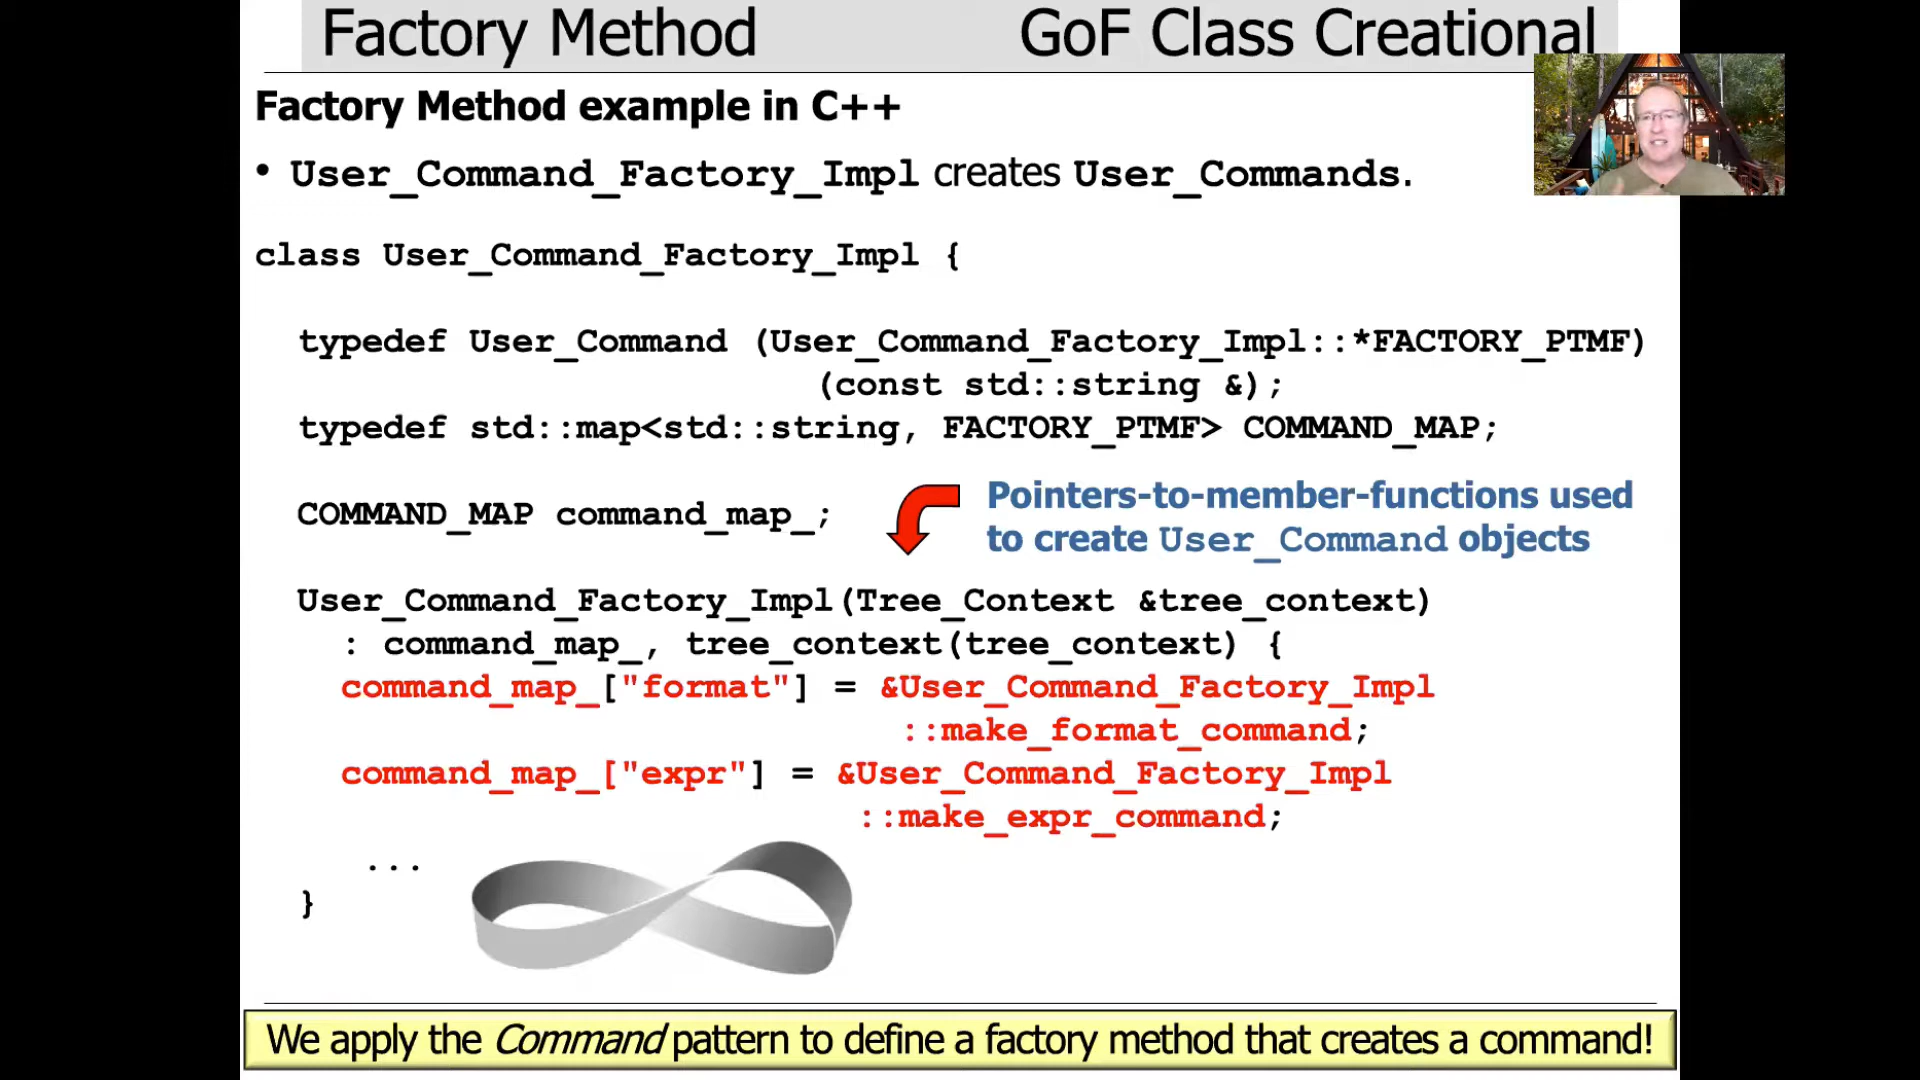 Factory Method GoF Class Creational
Factory Method example in C++
• User_Command_Factory_Impl creates User_Commands.
class User_Command_Factory_Impl {
typedef User_Command (User_Command_Factory_Impl::*FACTORY_PTMF)
(const std::string &);
typedef std::map<std::string, FACTORY_PTMF> COMMAND_MAP;
COMMAND_MAP command_map_;
Pointers-to-member-functions used
to create User_Command objects
User_Command_Factory_Impl(Tree_Context &tree_context)
: command_map_, tree_context(tree_context) {
command_map_["format"] = &User_Command_Factory_Impl
::make_format_command;
command_map_["expr"] = &User_Command_Factory_Impl
::make_expr_command;
...
}
We apply the Command pattern to define a factory method that creates a command!